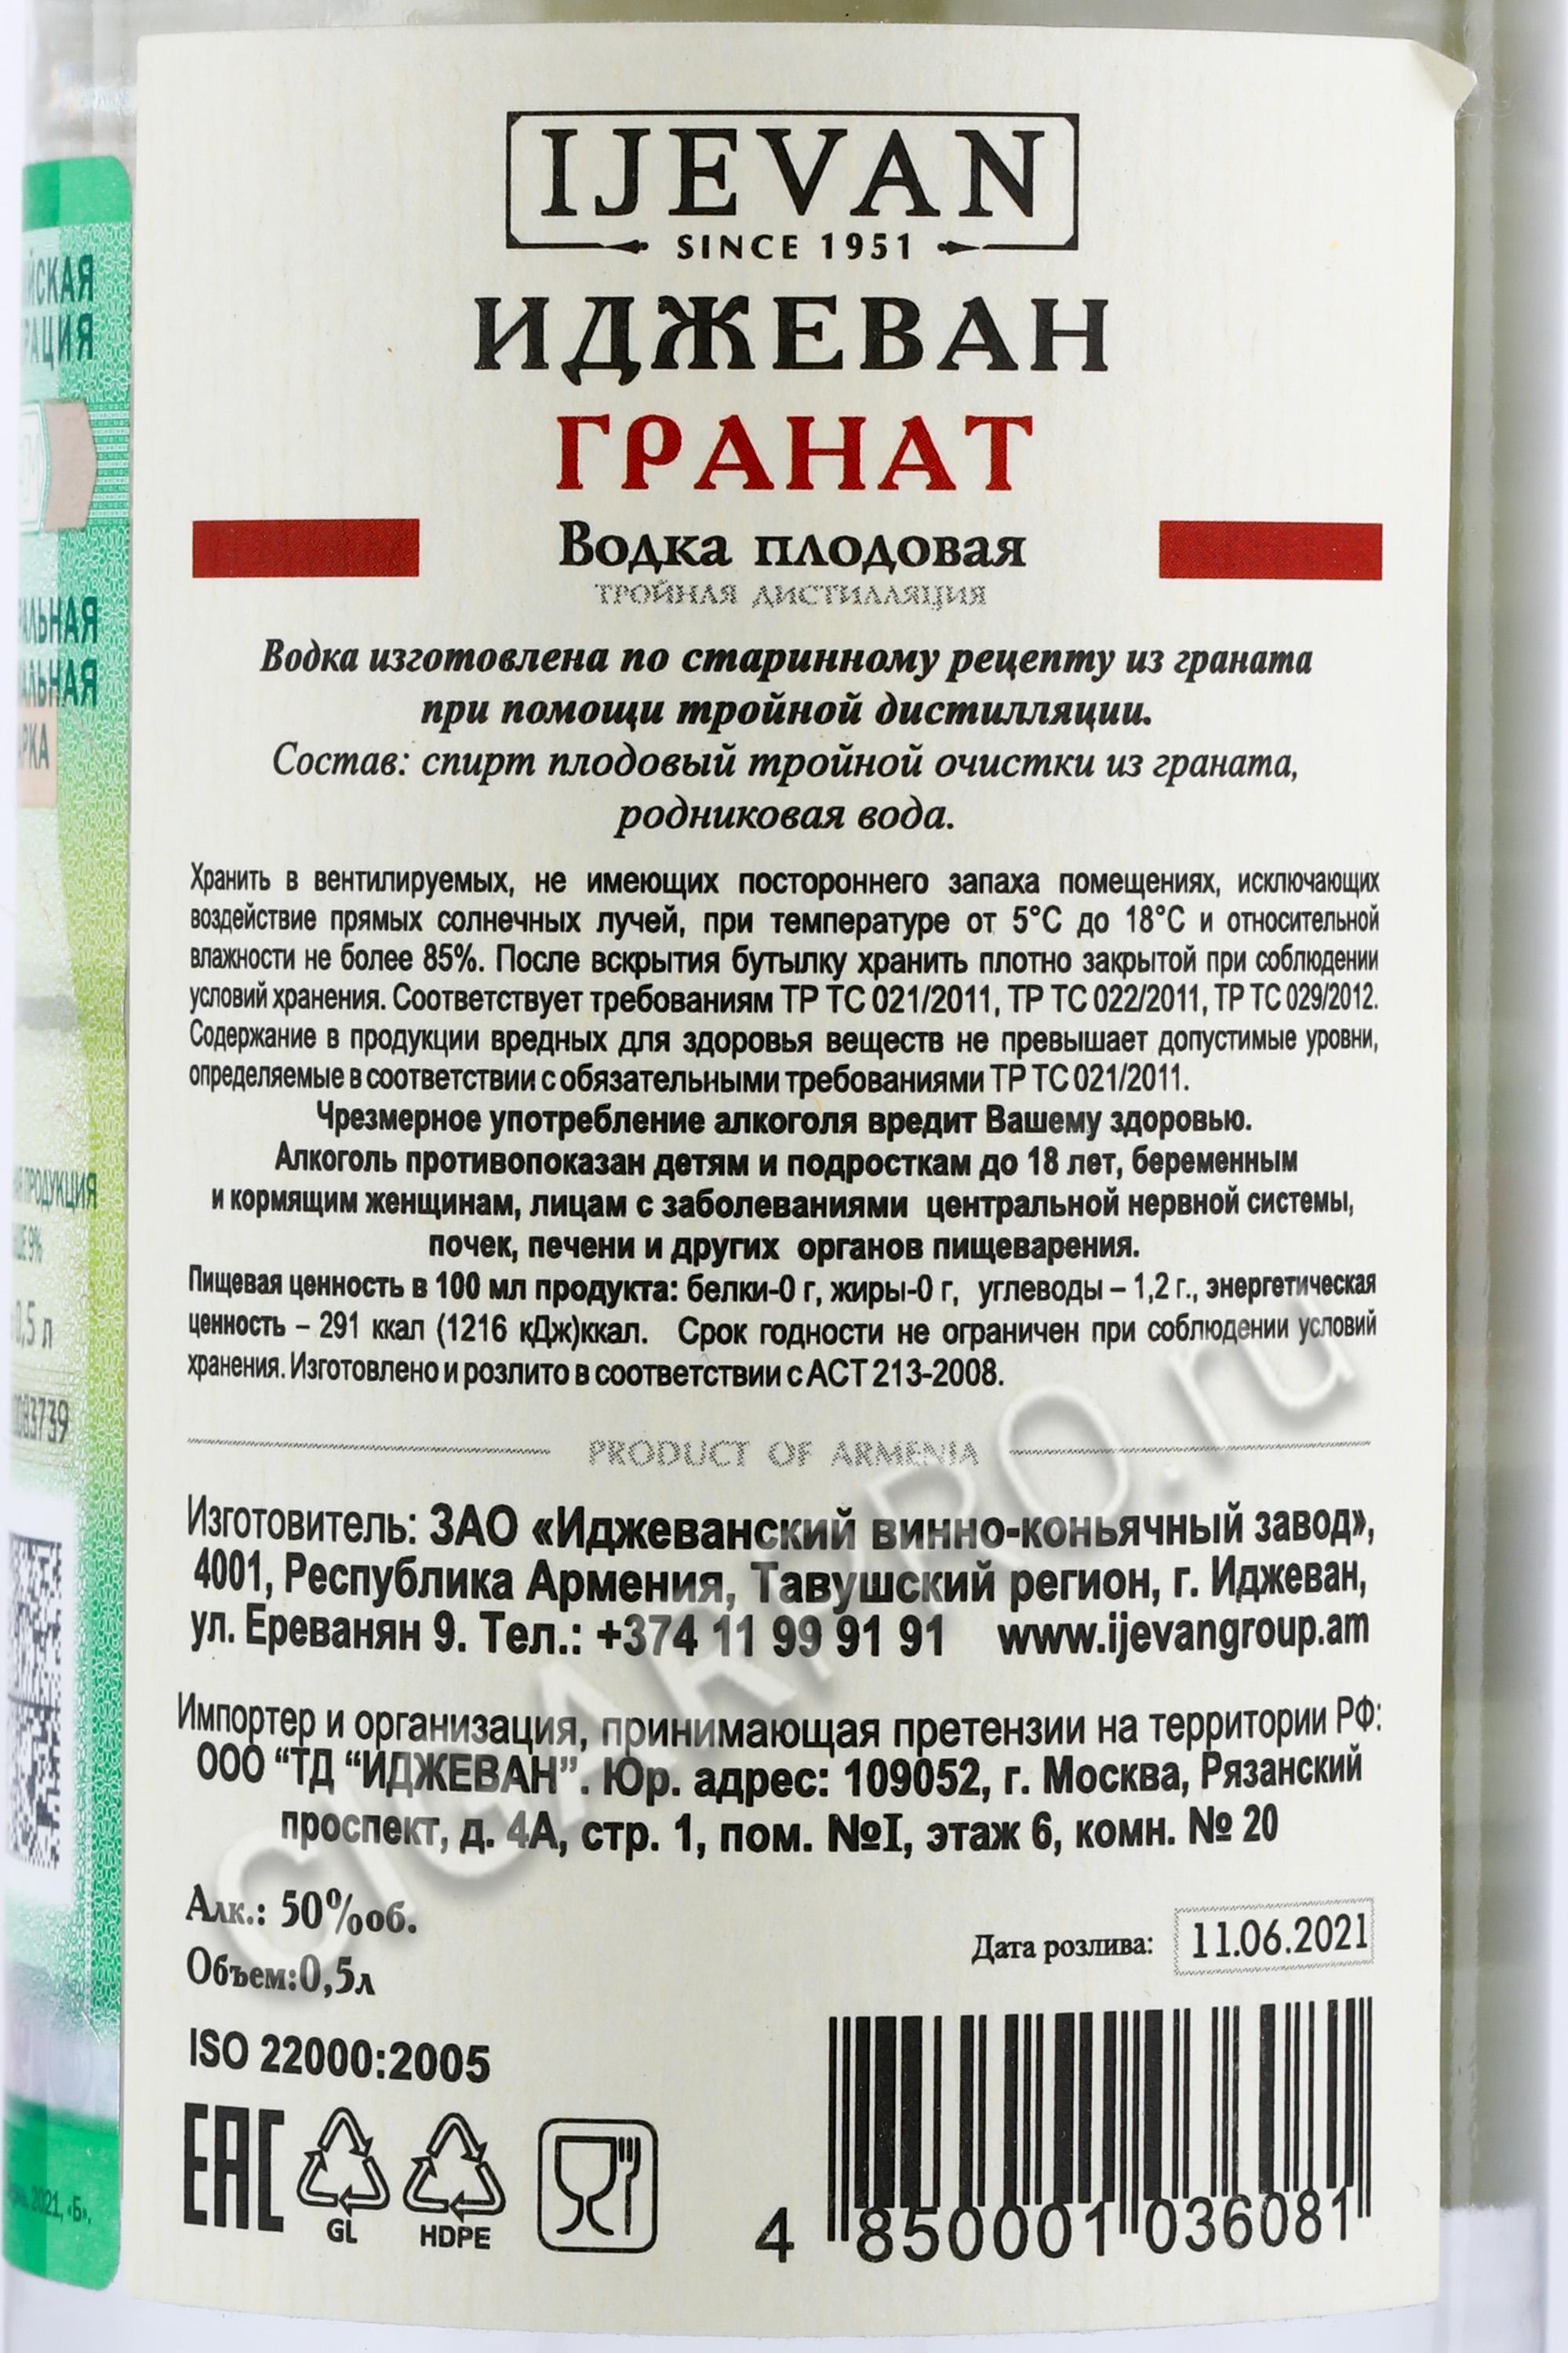 IJEVAN
SINCE 1951
ИДЖЕВАН
ГРАНАТ
Водка плодовая
ТРОЙНАЯ ДИСТИЛЛЯЦИЯ
Водка изготовлена по старинному рецепту из граната
при помощи тройной дистилляции.
Состав: спирт плодовый тройной очистки из граната,
родниковая вода.
Хранить в вентилируемых, не имеющих постороннего запаха помещениях, исключающих
воздействие прямых солнечных лучей, при температуре от 5°С до 18°С и относительной
влажности не более 85%. После вскрытия бутылку хранить плотно закрытой при соблюдении
условий хранения. Соответствует требованиям ТР ТС 021/2011, ТР ТС 022/2011, ТР ТС 029/2012.
Содержание в продукции вредных для здоровья веществ не превышает допустимые уровни,
определяемые в соответствии с обязательными требованиями ТР ТС 021/2011.
Чрезмерное употребление алкоголя вредит Вашему здоровью.
Алкоголь противопоказан детям и подросткам до 18 лет, беременным
и кормящим женщинам, лицам с заболеваниями центральной нервной системы,
почек, печени и других органов пищеварения.
Пищевая ценность в 100 мл продукта: белки-0 г, жиры-0 г, углеводы – 1,2 г., энергетическая
ценность – 291 ккал (1216 кДж)ккал. Срок годности не ограничен при соблюдении условий
хранения. Изготовлено и розлито в соответствии с АСТ 213-2008.
PRODUCT OF ARMENIA
Изготовитель: ЗАО «Иджеванский винно-коньячный завод»,
4001, Республика Армения, Тавушский регион, г. Иджеван,
ул. Ереванян 9. Тел.: +374 11 99 91 91 www.ijevangroup.am
Импортер и организация, принимающая претензии на территории РФ:
ООО “ТД “ИДЖЕВАН”. Юр. адрес: 109052, г. Москва, Рязанский
проспект, д. 4А, стр. 1, пом. №I, этаж 6, комн. № 20
Алк.: 50%об.
Объем:0,5л
Дата розлива: 11.06.2021
ISO 22000:2005
EAC
GL
HDPE
4 850001 036081
CIGARPRO.ru
0,5 л
83739